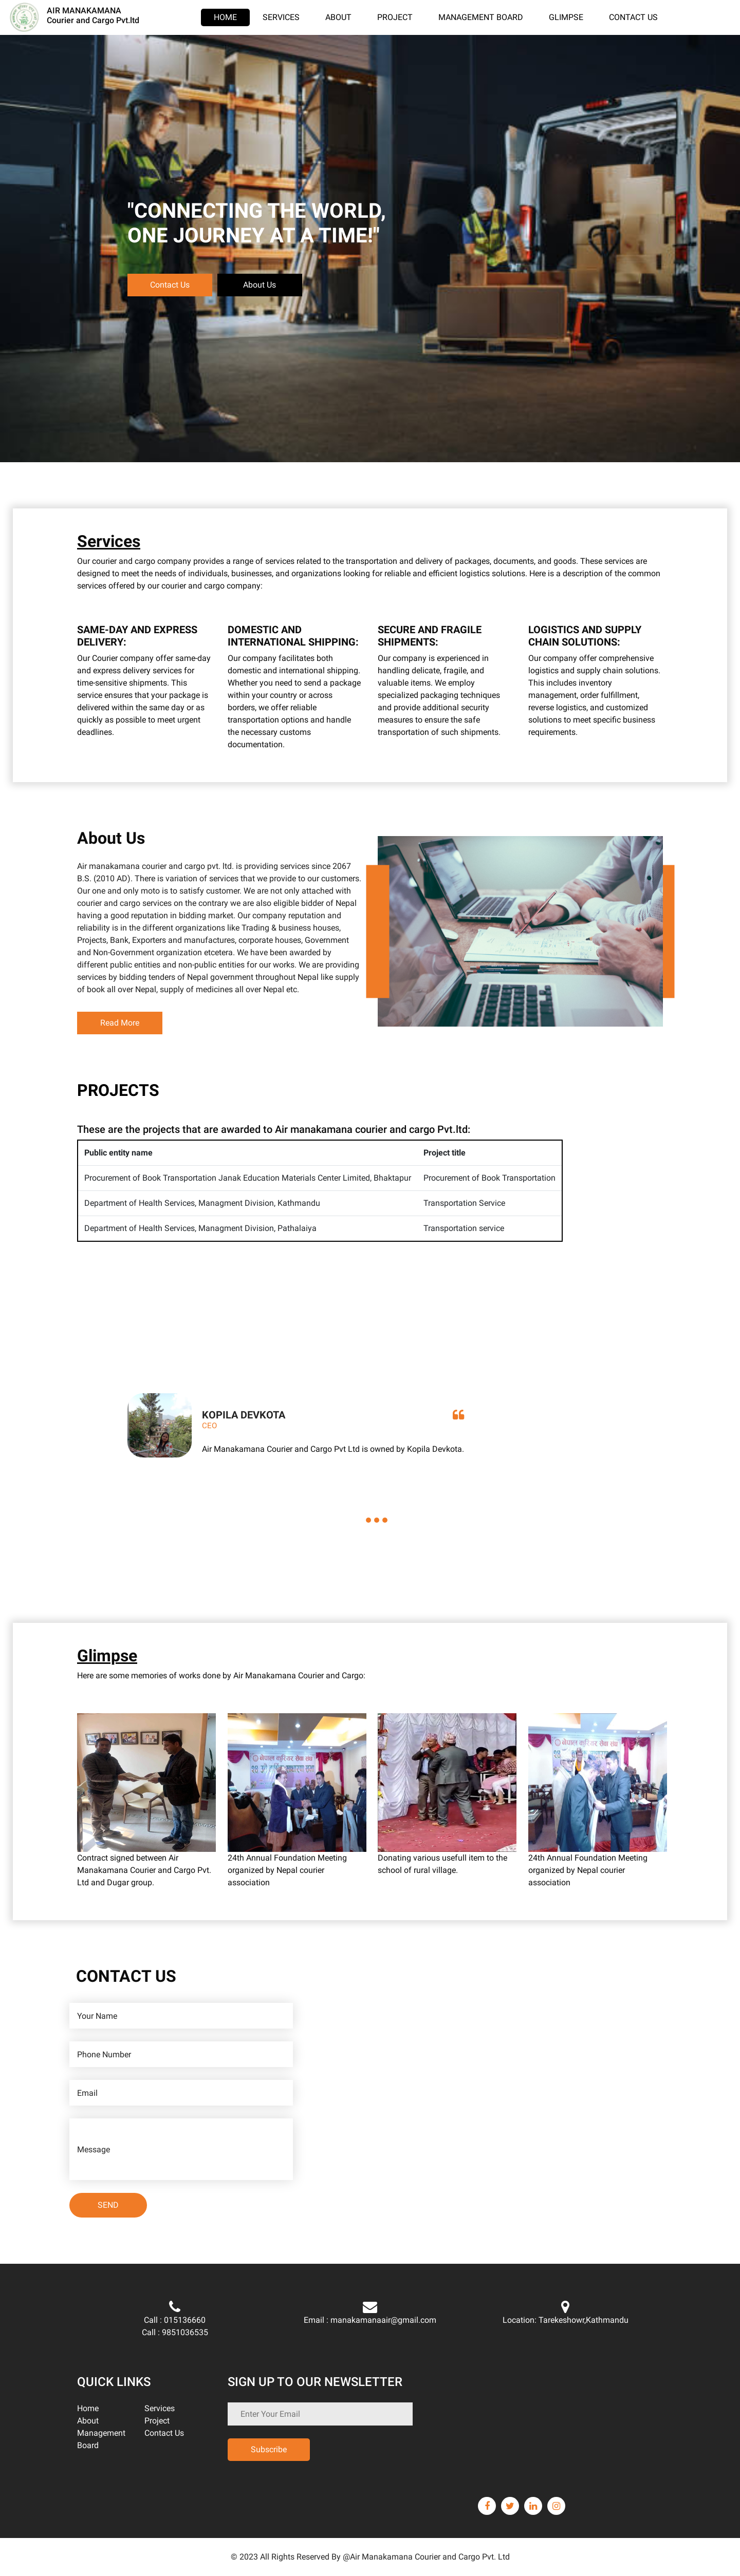 AIR MANAKAMANA
Courier and Cargo Pvt.ltd
HOME
SERVICES
ABOUT
PROJECT
MANAGEMENT BOARD
GLIMPSE
CONTACT US
"CONNECTING THE WORLD,
ONE JOURNEY AT A TIME!"
Contact Us
About Us
Services
Our courier and cargo company provides a range of services related to the transportation and delivery of packages, documents, and goods. These services are
designed to meet the needs of individuals, businesses, and organizations looking for reliable and efficient logistics solutions. Here is a description of the common
services offered by our courier and cargo company:
SAME-DAY AND EXPRESS
DELIVERY:
Our Courier company offer same-day
and express delivery services for
time-sensitive shipments. This
service ensures that your package is
delivered within the same day or as
quickly as possible to meet urgent
deadlines.
DOMESTIC AND
INTERNATIONAL SHIPPING:
Our company facilitates both
domestic and international shipping.
Whether you need to send a package
within your country or across
borders, we offer reliable
transportation options and handle
the necessary customs
documentation.
SECURE AND FRAGILE
SHIPMENTS:
Our company is experienced in
handling delicate, fragile, and
valuable items. We employ
specialized packaging techniques
and provide additional security
measures to ensure the safe
transportation of such shipments.
LOGISTICS AND SUPPLY
CHAIN SOLUTIONS:
Our company offer comprehensive
logistics and supply chain solutions.
This includes inventory
management, order fulfillment,
reverse logistics, and customized
solutions to meet specific business
requirements.
About Us
Air manakamana courier and cargo pvt. ltd. is providing services since 2067
B.S. (2010 AD). There is variation of services that we provide to our customers.
Our one and only moto is to satisfy customer. We are not only attached with
courier and cargo services on the contrary we are also eligible bidder of Nepal
having a good reputation in bidding market. Our company reputation and
reliability is in the different organizations like Trading & business houses,
Projects, Bank, Exporters and manufactures, corporate houses, Government
and Non-Government organization etcetera. We have been awarded by
different public entities and non-public entities for our works. We are providing
services by bidding tenders of Nepal government throughout Nepal like supply
of book all over Nepal, supply of medicines all over Nepal etc.
Read More
PROJECTS
These are the projects that are awarded to Air manakamana courier and cargo Pvt.ltd:
Public entity name
Project title
Procurement of Book Transportation Janak Education Materials Center Limited, Bhaktapur
Procurement of Book Transportation
Department of Health Services, Managment Division, Kathmandu
Transportation Service
Department of Health Services, Managment Division, Pathalaiya
Transportation service
KOPILA DEVKOTA
CEO
Air Manakamana Courier and Cargo Pvt Ltd is owned by Kopila Devkota.
Glimpse
Here are some memories of works done by Air Manakamana Courier and Cargo:
Contract signed between Air
Manakamana Courier and Cargo Pvt.
Ltd and Dugar group.
24th Annual Foundation Meeting
organized by Nepal courier
association
Donating various usefull item to the
school of rural village.
24th Annual Foundation Meeting
organized by Nepal courier
association
CONTACT US
Your Name
Phone Number
Email
Message
SEND
Call : 015136660
Call : 9851036535
Email : manakamanaair@gmail.com
Location: Tarekeshowr,Kathmandu
QUICK LINKS
Home
About
Management
Board
Services
Project
Contact Us
SIGN UP TO OUR NEWSLETTER
Enter Your Email
Subscribe
© 2023 All Rights Reserved By @Air Manakamana Courier and Cargo Pvt. Ltd